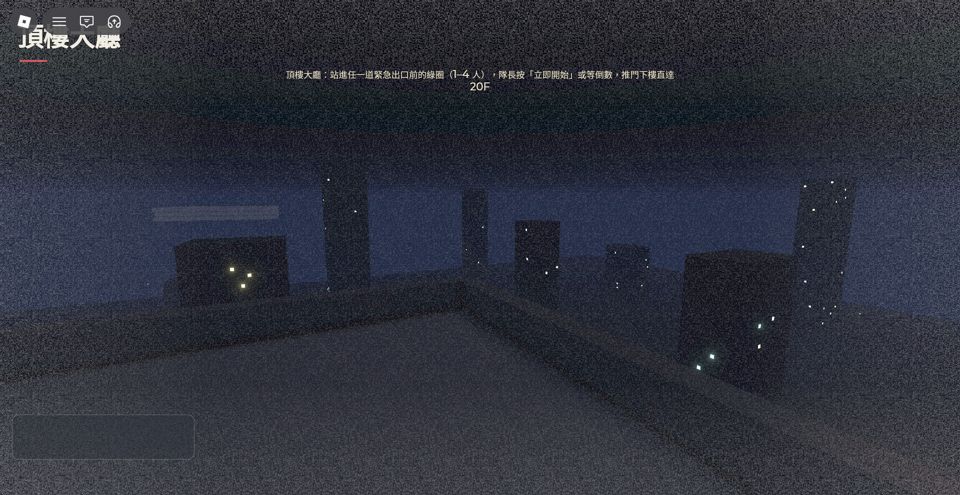 頂樓大廳
頂樓大廳：站進任一道緊急出口前的綠圈（1–4 人），隊長按「立即開始」或等倒數，推門下樓直達
20F